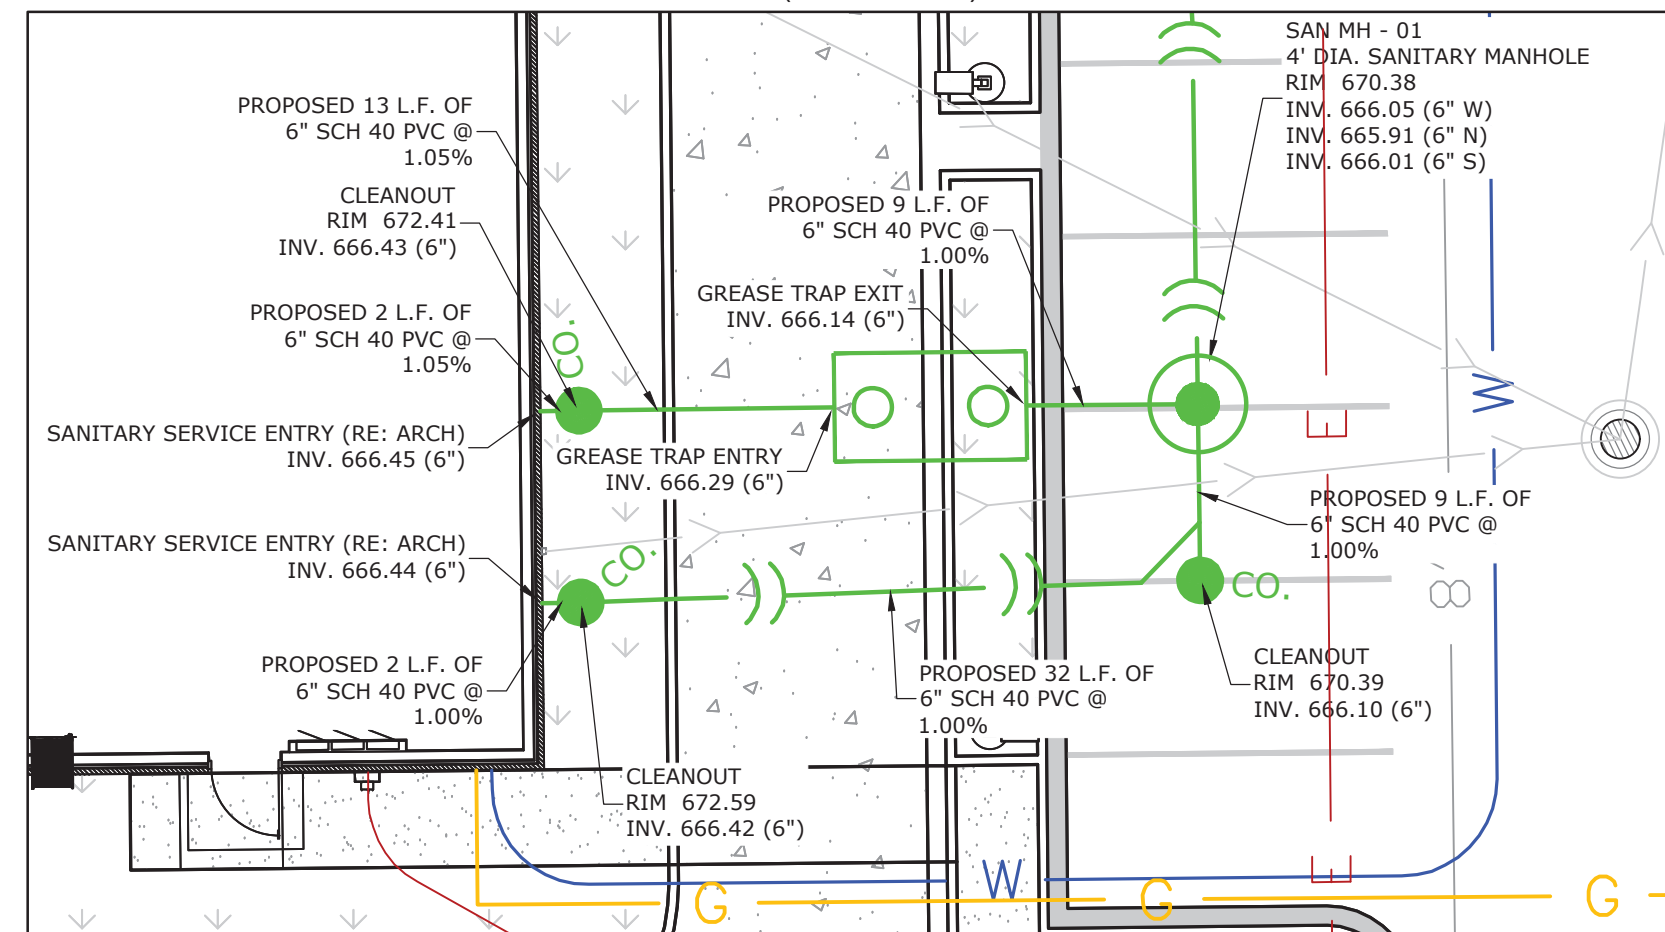 SAN MH - 01
4' DIA. SANITARY MANHOLE
RIM 670.38
INV. 666.05 (6" W)
INV. 665.91 (6" N)
INV. 666.01 (6" S)
PROPOSED 13 L.F. OF
6" SCH 40 PVC @
1.05%
CLEANOUT
RIM 672.41
INV. 666.43 (6")
PROPOSED 9 L.F. OF
6" SCH 40 PVC @
1.00%
GREASE TRAP EXIT
INV. 666.14 (6")
PROPOSED 2 L.F. OF
6" SCH 40 PVC @
1.05%
CO.
W
E
SANITARY SERVICE ENTRY (RE: ARCH)
INV. 666.45 (6")
GREASE TRAP ENTRY
INV. 666.29 (6")
PROPOSED 9 L.F. OF
6" SCH 40 PVC @
1.00%
SANITARY SERVICE ENTRY (RE: ARCH)
INV. 666.44 (6")
CO.
CO.
8
PROPOSED 2 L.F. OF
6" SCH 40 PVC @
1.00%
PROPOSED 32 L.F. OF
6" SCH 40 PVC @
1.00%
CLEANOUT
RIM 670.39
INV. 666.10 (6")
CLEANOUT
RIM 672.59
INV. 666.42 (6")
W
E
G
G
G